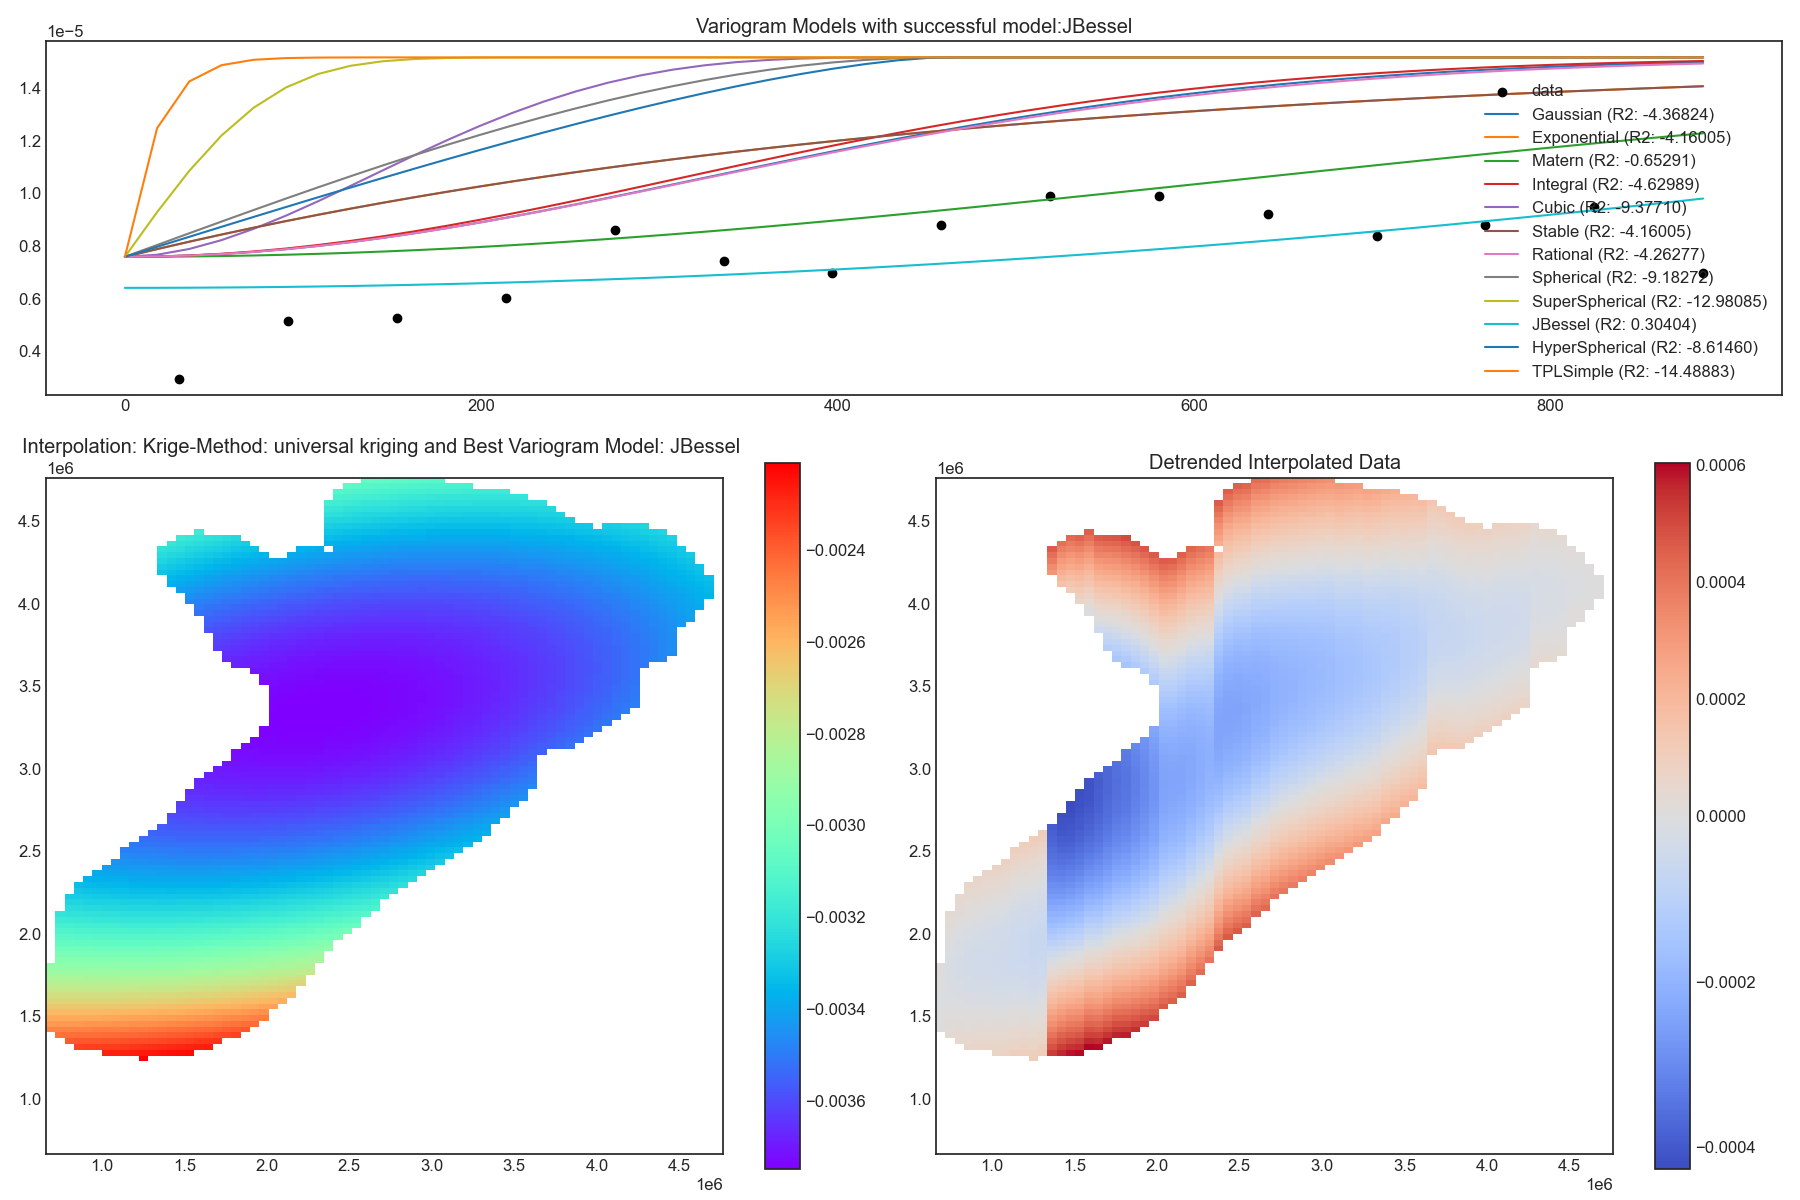 Variogram Models with successful model:JBessel
1e−5
1.4
1.2
1.0
0.8
0.6
0.4
0
200
400
600
800
data
Gaussian (R2: -4.36824)
Exponential (R2: -4.16005)
Matern (R2: -0.65291)
Integral (R2: -4.62989)
Cubic (R2: -9.37710)
Stable (R2: -4.16005)
Rational (R2: -4.26277)
Spherical (R2: -9.18272)
SuperSpherical (R2: -12.98085)
JBessel (R2: 0.30404)
HyperSpherical (R2: -8.61460)
TPLSimple (R2: -14.48883)
Interpolation: Krige-Method: universal kriging and Best Variogram Model: JBessel
1e6
4.5
4.0
3.5
3.0
2.5
2.0
1.5
1.0
1.0
1.5
2.0
2.5
3.0
3.5
4.0
4.5
1e6
−0.0024
−0.0026
−0.0028
−0.0030
−0.0032
−0.0034
−0.0036
Detrended Interpolated Data
1e6
4.5
4.0
3.5
3.0
2.5
2.0
1.5
1.0
1.0
1.5
2.0
2.5
3.0
3.5
4.0
4.5
1e6
0.0006
0.0004
0.0002
0.0000
−0.0002
−0.0004